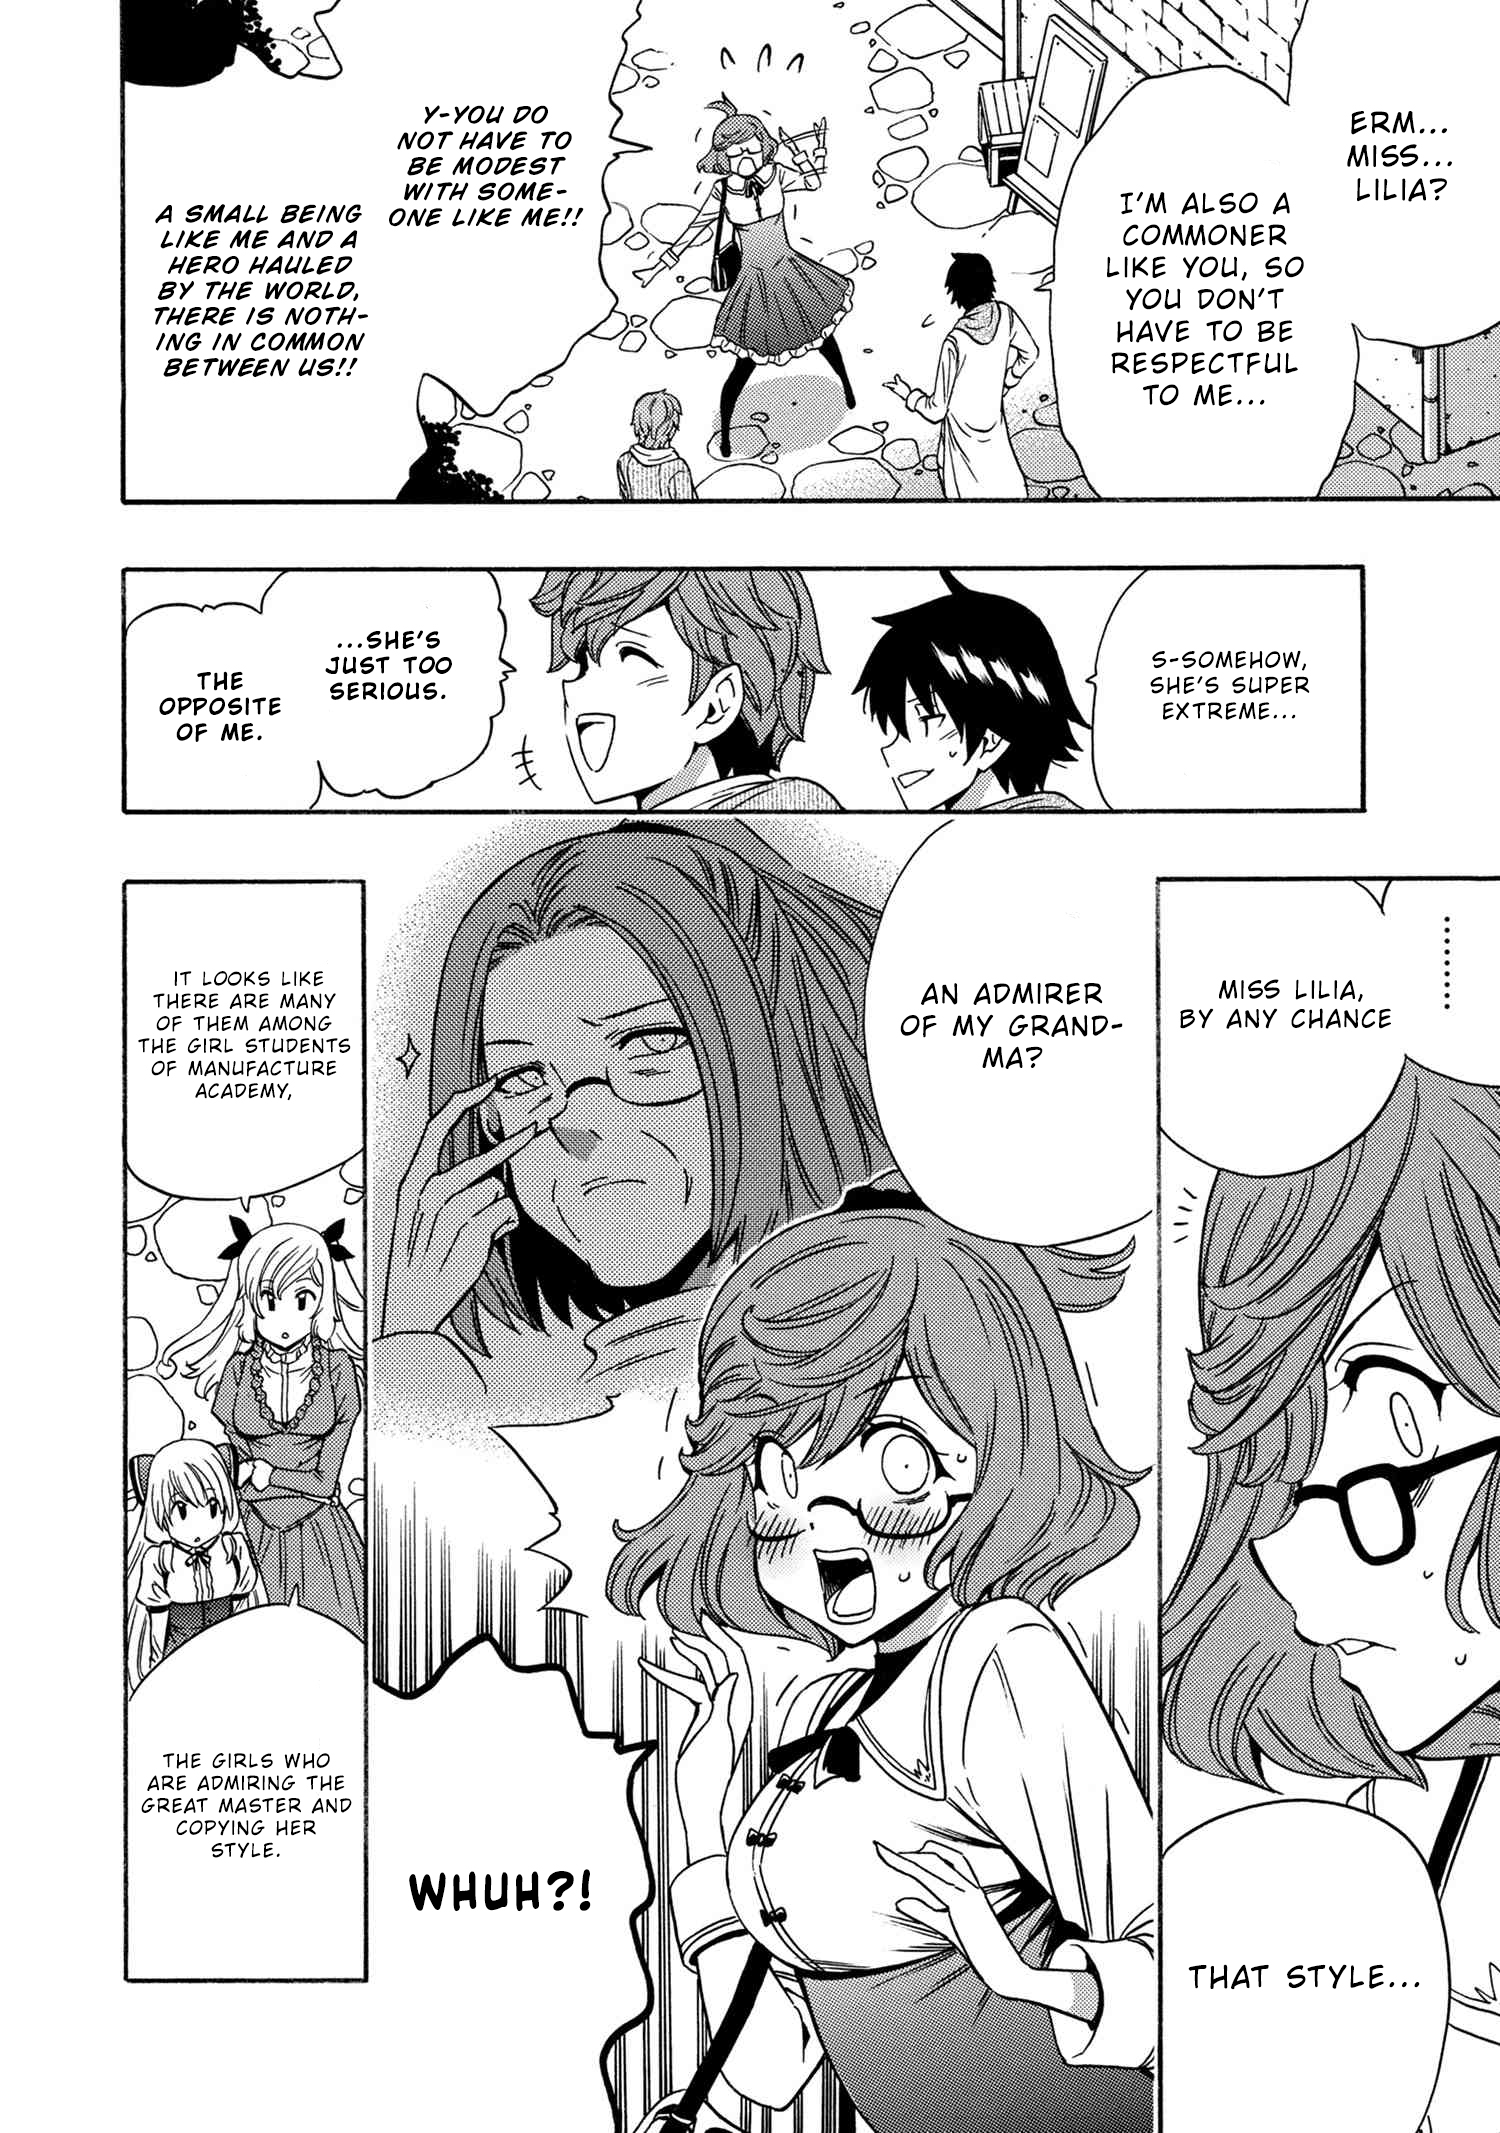 ERM...
MISS...
LILIA?
I'M ALSO A
COMMONER
LIKE YOU, SO
YOU DON'T
HAVE TO BE
RESPECTFUL
TO ME...
Y-YOU DO
NOT HAVE TO
BE MODEST
WITH SOME-
ONE LIKE ME!!
A SMALL BEING
LIKE ME AND A
HERO HAULED
BY THE WORLD,
THERE IS NOTH-
ING IN COMMON
BETWEEN US!!
S-SOMEHOW,
SHE'S SUPER
EXTREME...
...SHE'S
JUST TOO
SERIOUS.
THE
OPPOSITE
OF ME.
.........
MISS LILIA,
BY ANY CHANCE
THAT STYLE...
AN ADMIRER
OF MY GRAND-
MA?
WHUH?!
IT LOOKS LIKE
THERE ARE MANY
OF THEM AMONG
THE GIRL STUDENTS
OF MANUFACTURE
ACADEMY,
THE GIRLS WHO
ARE ADMIRING THE
GREAT MASTER AND
COPYING HER
STYLE.